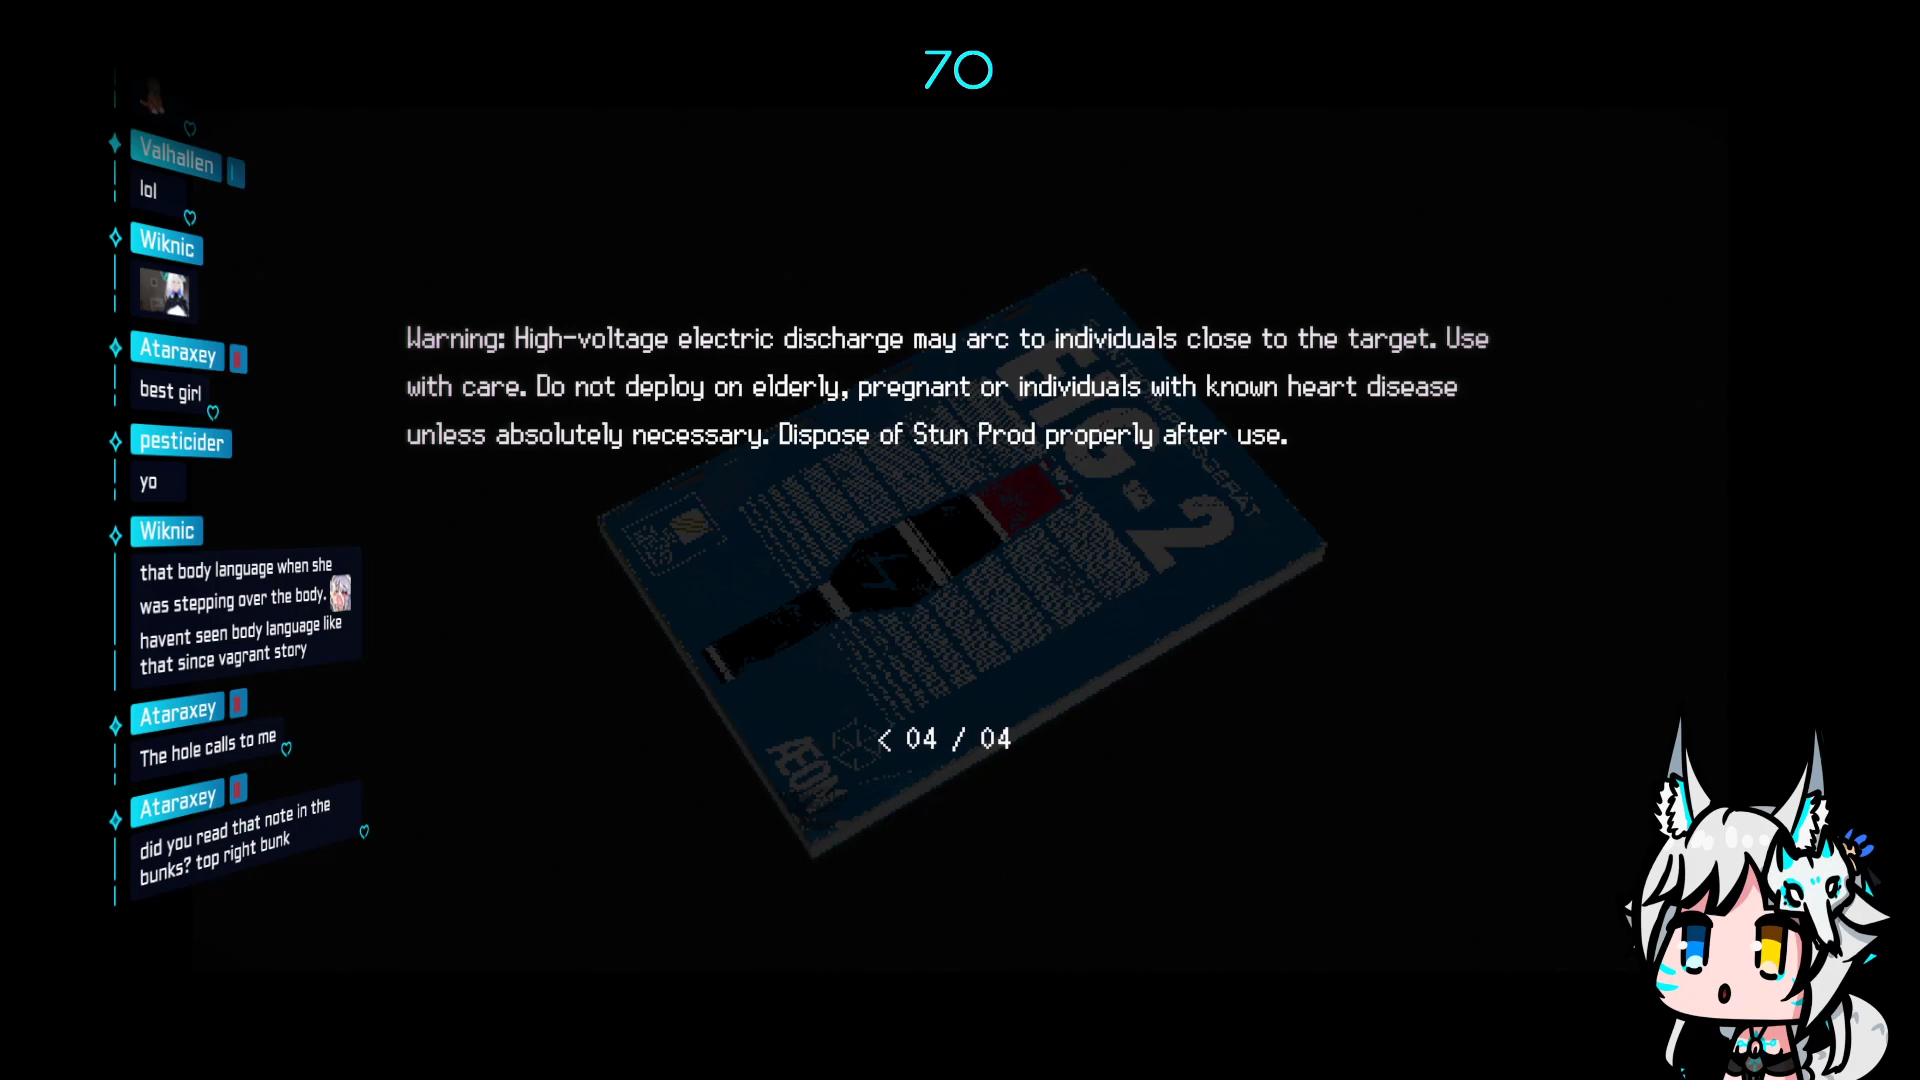 70
Valhallen
lol
Wiknic
Ataraxey
best girl
pesticider
yo
Wiknic
that body language when she
was stepping over the body.
havent seen body language like
that since vagrant story
Ataraxey
The hole calls to me
Ataraxey
did you read that note in the
bunks? top right bunk
Warning: High-voltage electric discharge may arc to individuals close to the target. Use
with care. Do not deploy on elderly, pregnant or individuals with known heart disease
unless absolutely necessary. Dispose of Stun Prod properly after use.
EIG-2
AEON
< 04 / 04